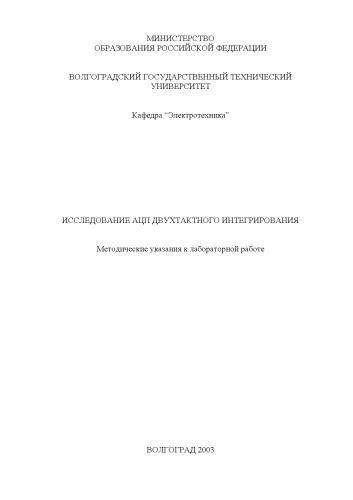 МИНИСТЕРСТВО
ОБРАЗОВАНИЯ РОССИЙСКОЙ ФЕДЕРАЦИИ
ВОЛГОГРАДСКИЙ ГОСУДАРСТВЕННЫЙ ТЕХНИЧЕСКИЙ
УНИВЕРСИТЕТ
Кафедра “Электротехника”
ИССЛЕДОВАНИЕ АЦП ДВУХТАКТНОГО ИНТЕГРИРОВАНИЯ
Методические указания к лабораторной работе
ВОЛГОГРАД 2003